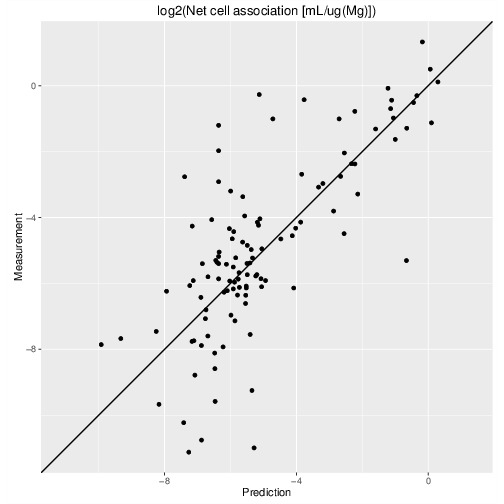 log2(Net cell association [mL/ug(Mg)])
Measurement
0
−4
−8
−8
−4
0
Prediction